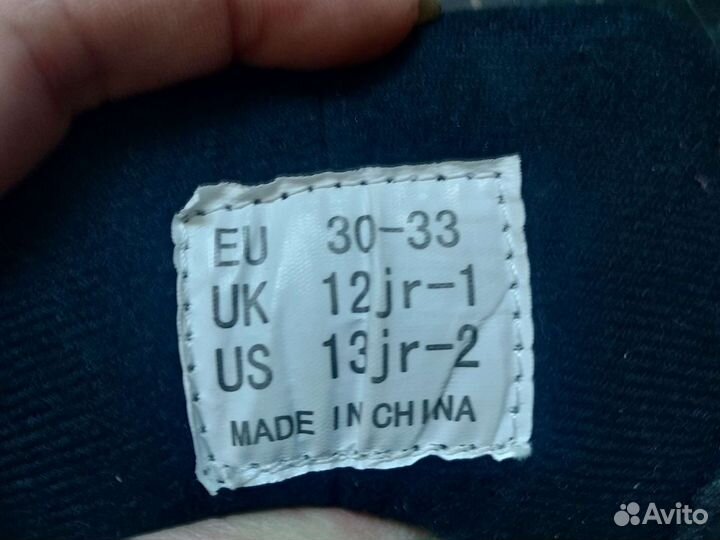 EU 30-33
UK 12jr-1
US 13jr-2
MADE IN CHINA
Avito